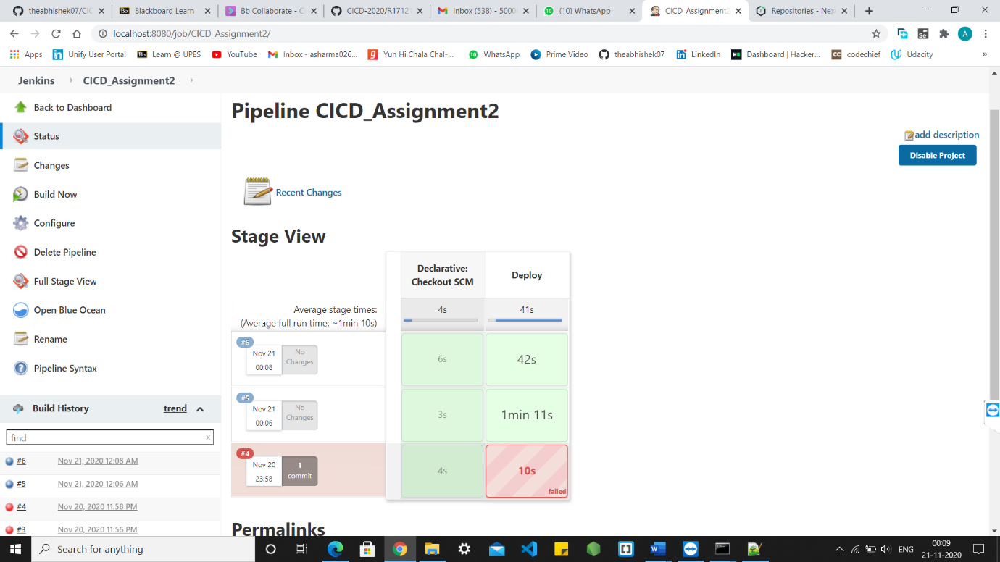 theabhishek07/CIC
Blackboard Learn
Bb Collaborate - C
CICD-2020/R17121
Inbox (538) - 5000
(10) WhatsApp
CICD_Assignment2
Repositories - Nex
localhost:8080/job/CICD_Assignment2/
Apps
Unify User Portal
Learn @ UPES
YouTube
Inbox - asharma026...
Yun Hi Chala Chal-...
WhatsApp
Prime Video
theabhishek07
LinkedIn
Dashboard | Hacker...
codechief
Udacity
»
Jenkins
CICD_Assignment2
Back to Dashboard
Status
Changes
Build Now
Configure
Delete Pipeline
Full Stage View
Open Blue Ocean
Rename
Pipeline Syntax
Build History
trend
find
x
#6
Nov 21, 2020 12:08 AM
#5
Nov 21, 2020 12:06 AM
#4
Nov 20, 2020 11:58 PM
#3
Nov 20, 2020 11:56 PM
Pipeline CICD_Assignment2
add description
Disable Project
Recent Changes
Stage View
Declarative:
Checkout SCM
Deploy
Average stage times:
(Average full run time: ~1min 10s)
4s
41s
#6
Nov 21
00:08
No
Changes
6s
42s
#5
Nov 21
00:06
No
Changes
3s
1min 11s
#4
Nov 20
23:58
1
commit
4s
10s
failed
Permalinks
Search for anything
ENG
00:09
21-11-2020